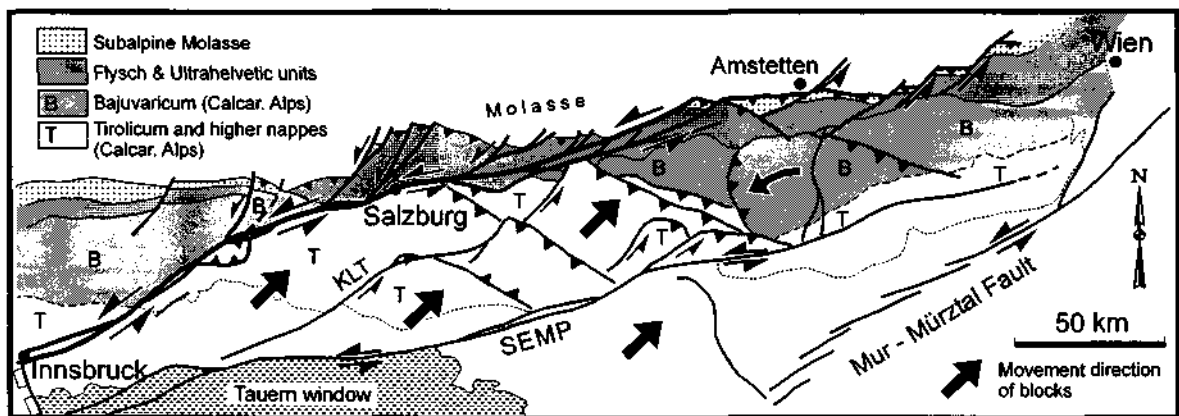 Subalpine Molasse
Flysch & Ultrahelvetic units
B
Bajuvaricum (Calcar. Alps)
T
Tirolicum and higher nappes
(Calcar. Alps)
Molasse
Amstetten
Wien
B
B
B
B
B
T
T
T
T
T
T
Salzburg
KLT
SEMP
Innsbruck
Tauern window
Mur - Mürztal Fault
N
50 km
Movement direction
of blocks